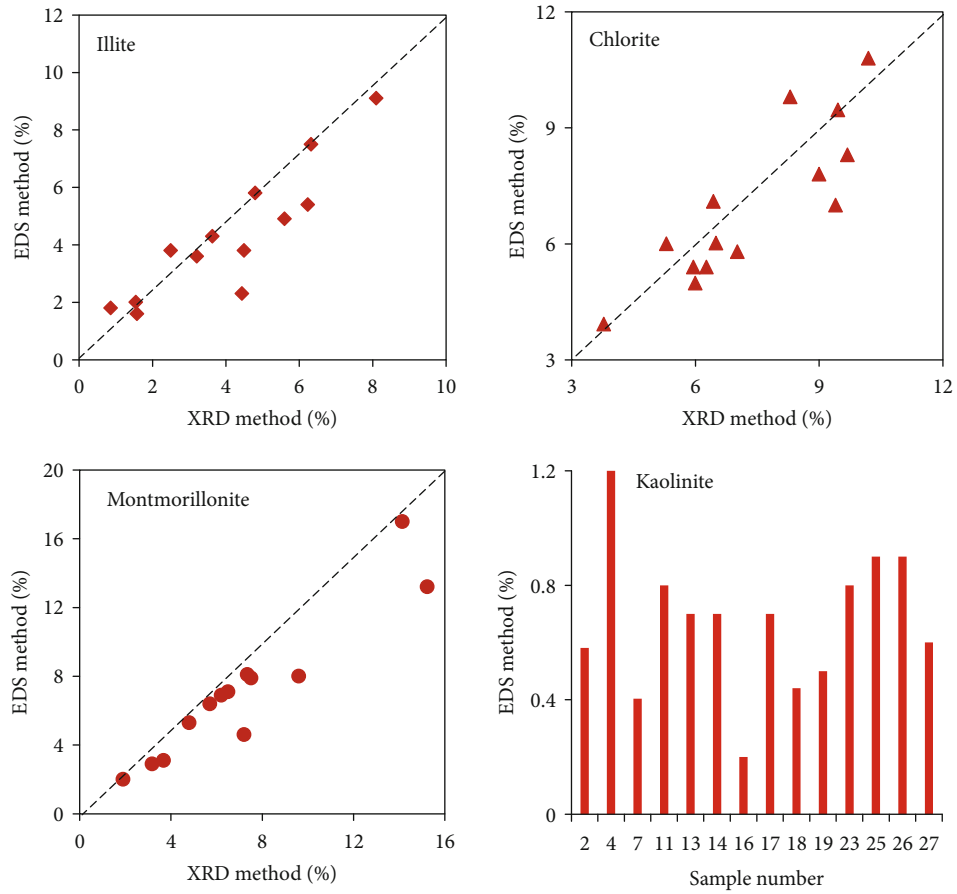 12
10
8
6
4
2
0
EDS method (%)
Illite
0 2 4 6 8 10
XRD method (%)
12
9
6
3
EDS method (%)
Chlorite
3 6 9 12
XRD method (%)
20
16
12
8
4
0
EDS method (%)
Montmorillonite
0 4 8 12 16
XRD method (%)
1.2
0.8
0.4
0
EDS method (%)
Kaolinite
2 4 7 11 13 14 16 17 18 19 23 25 26 27
Sample number